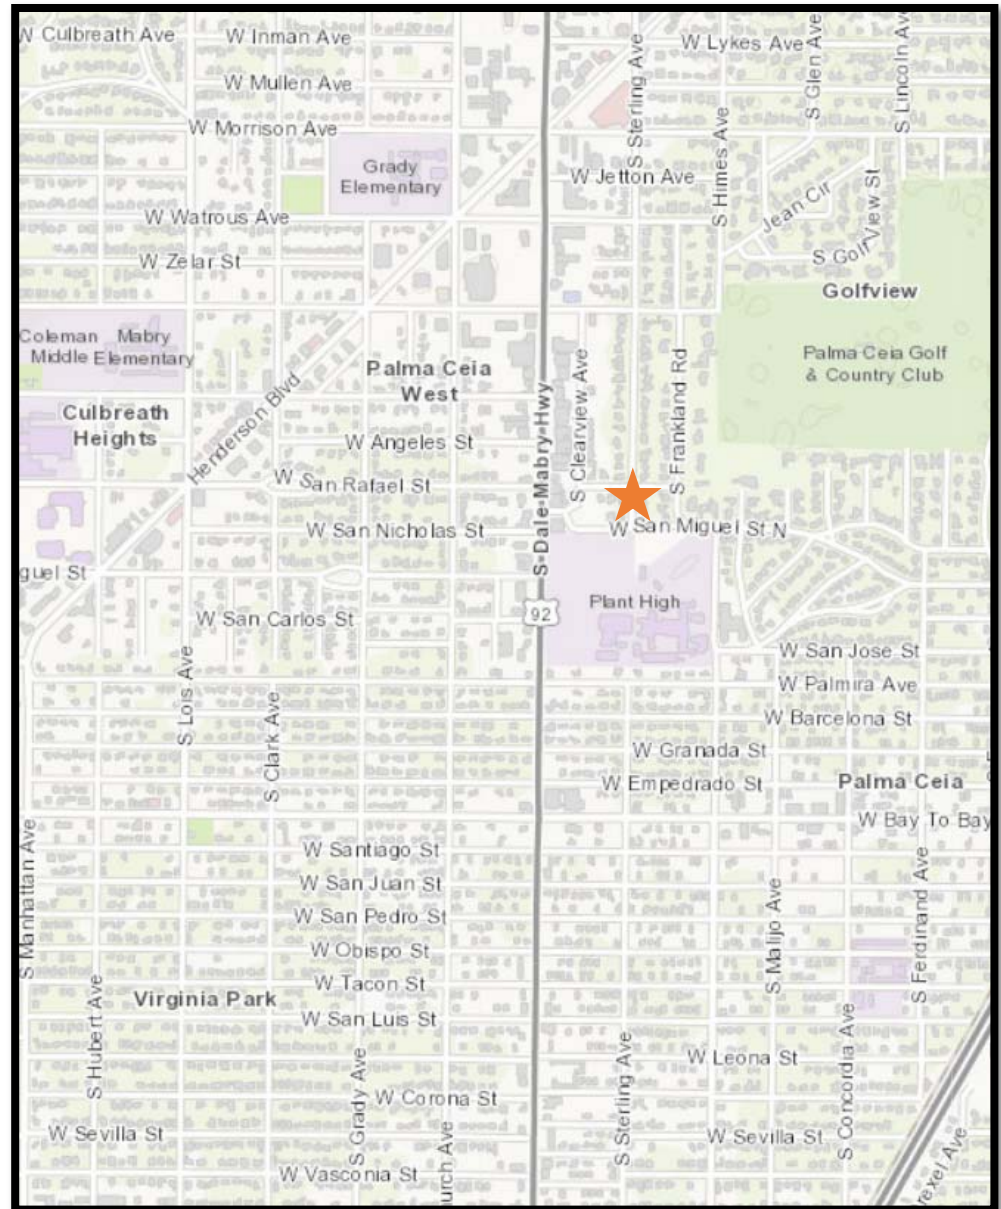 W Culbreath Ave
W Inman Ave
W Lykes Ave
S Glen Ave
S Lincoln Av
W Mullen Ave
S Sterling Ave
W Morrison Ave
S Himes Ave
Grady
Elementary
W Jetton Ave
Jean Cir
S Golf View St
W Watrous Ave
W Zelar St
Golfview
Coleman
Middle
Mabry
Elementary
Palma Ceia
West
Palma Ceia Golf
& Country Club
S Clearview Ave
S Frankland Rd
Culbreath
Heights
Henderson Blvd
W Angeles St
S-Dale-Mabry-Hwy
W San Rafael St
W San Nicholas St
W San Miguel St N
guel St
Plant High
92
W San Carlos St
W San Jose St
S Lois Ave
W Palmira Ave
S Clark Ave
W Barcelona St
W Granada St
W Empedrado St
Palma Ceia
W Bay To Bay
S Manhattan Ave
W Santiago St
W San Juan St
S Malijo Ave
S Ferdinand Ave
W San Pedro St
W Obispo St
W Tacon St
Virginia Park
S Hubert Ave
W San Luis St
S Grady Ave
S Sterling Ave
W Leona St
S Concordia Ave
W Corona St
W Sevilla St
W Sevilla St
urch Ave
W Vasconia St
rexel Ave